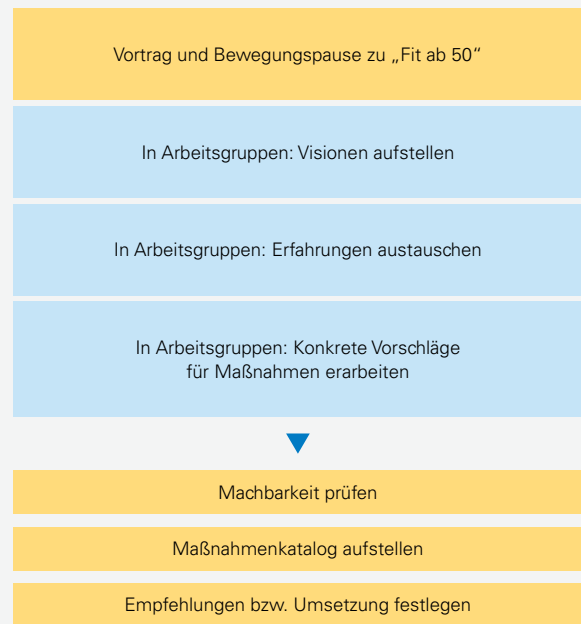 Vortrag und Bewegungspause zu „Fit ab 50“
In Arbeitsgruppen: Visionen aufstellen
In Arbeitsgruppen: Erfahrungen austauschen
In Arbeitsgruppen: Konkrete Vorschläge
für Maßnahmen erarbeiten
Machbarkeit prüfen
Maßnahmenkatalog aufstellen
Empfehlungen bzw. Umsetzung festlegen